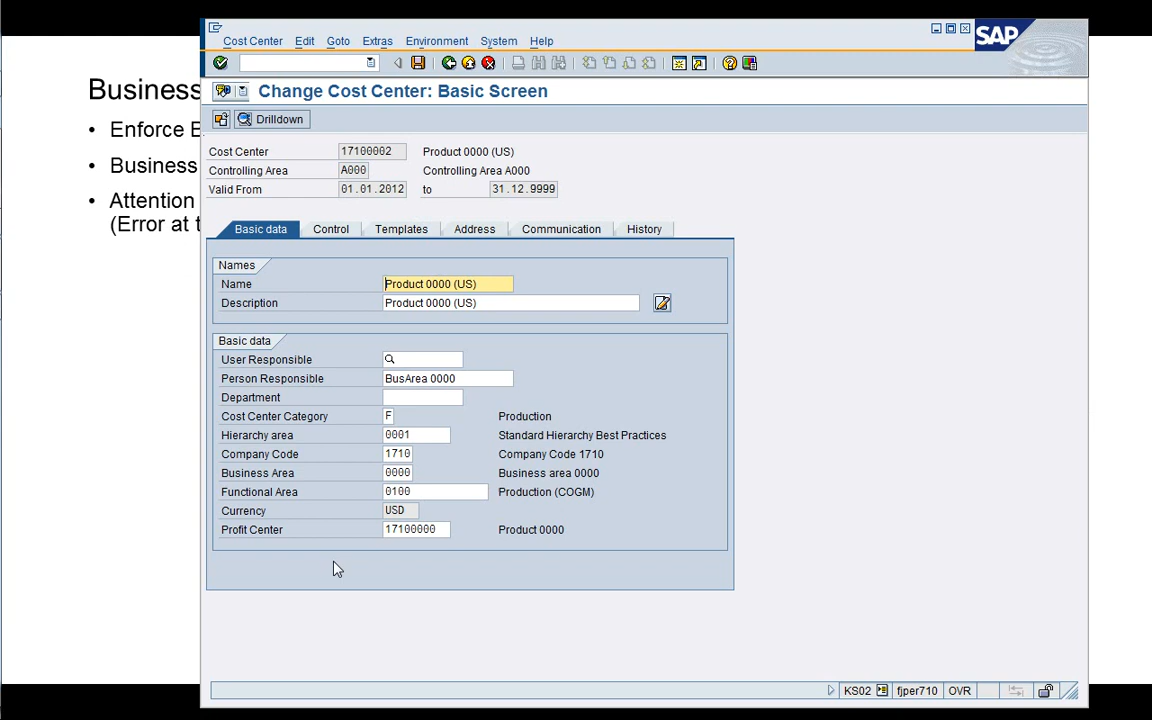 Cost Center Edit Goto Extras Environment System Help
SAP
Business
Change Cost Center: Basic Screen
Drilldown
• Enforce
• Business
• Attention
(Error at t
Cost Center 17100002 Product 0000 (US)
Controlling Area A000 Controlling Area A000
Valid From 01.01.2012 to 31.12.9999
Basic data Control Templates Address Communication History
Names
Name Product 0000 (US)
Description Product 0000 (US)
Basic data
User Responsible
Person Responsible BusArea 0000
Department
Cost Center Category F Production
Hierarchy area 0001 Standard Hierarchy Best Practices
Company Code 1710 Company Code 1710
Business Area 0000 Business area 0000
Functional Area 0100 Production (COGM)
Currency USD
Profit Center 17100000 Product 0000
KS02 fjper710 OVR